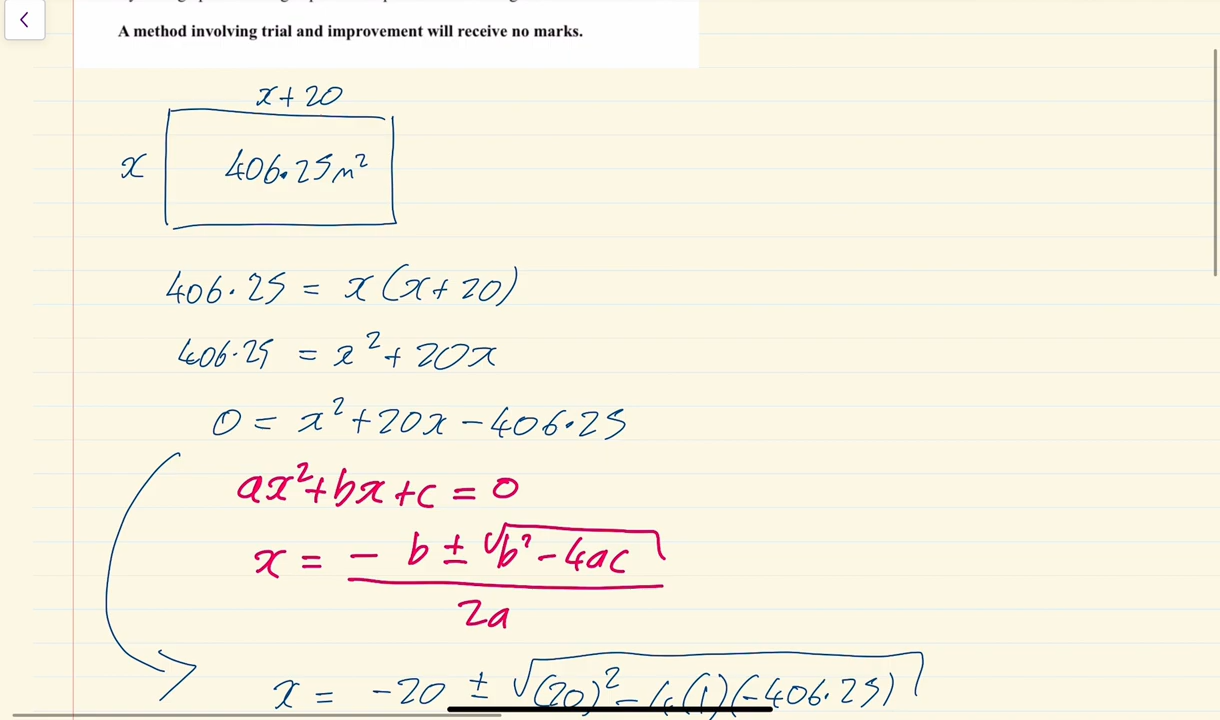 A method involving trial and improvement will receive no marks.
x + 20
x
406.25m²
406.25 = x(x + 20)
406.25 = x² + 20x
0 = x² + 20x - 406.25
ax² + bx + c = 0
x = - b ± √b² - 4ac
2a
x = -20 ± √(20)² - 4(1)(-406.25)